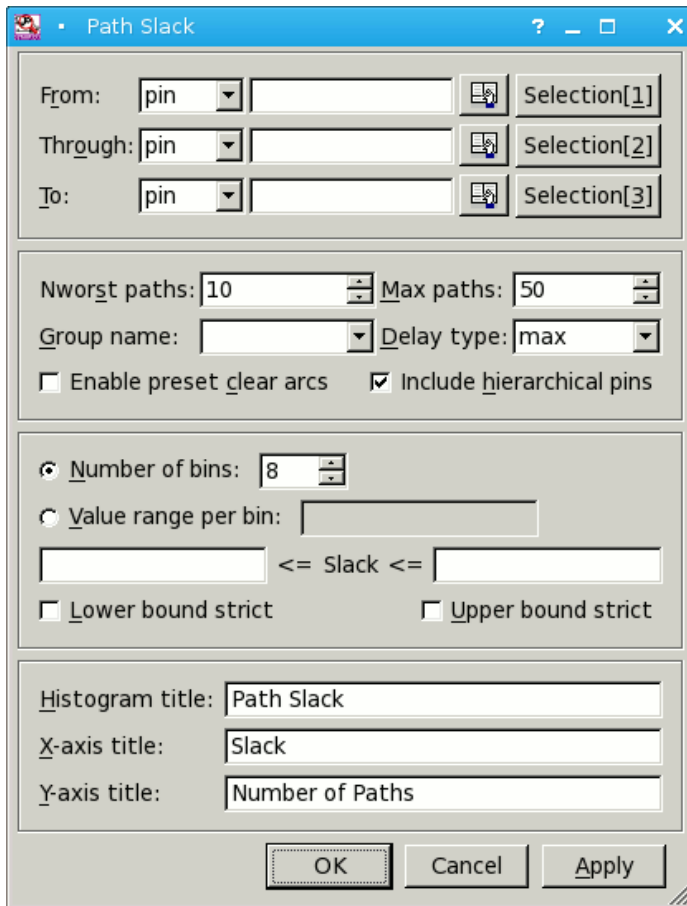 Path Slack
From: pin Selection[1]
Through: pin Selection[2]
To: pin Selection[3]
Nworst paths: 10 Max paths: 50
Group name: Delay type: max
Enable preset clear arcs Include hierarchical pins
Number of bins: 8
Value range per bin:
<= Slack <=
Lower bound strict Upper bound strict
Histogram title: Path Slack
X-axis title: Slack
Y-axis title: Number of Paths
OK Cancel Apply